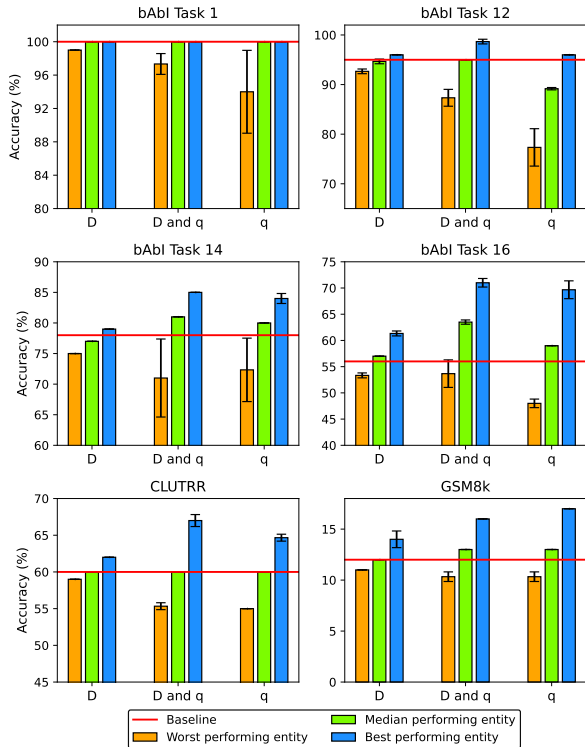 bAbI Task 1
Accuracy (%)
100
96
92
88
84
80
D
D and q
q
bAbI Task 12
100
90
80
70
D
D and q
q
bAbI Task 14
Accuracy (%)
90
85
80
75
70
65
60
D
D and q
q
bAbI Task 16
75
70
65
60
55
50
45
40
D
D and q
q
CLUTRR
Accuracy (%)
70
65
60
55
50
45
D
D and q
q
GSM8k
15
10
5
0
D
D and q
q
Baseline
Worst performing entity
Median performing entity
Best performing entity